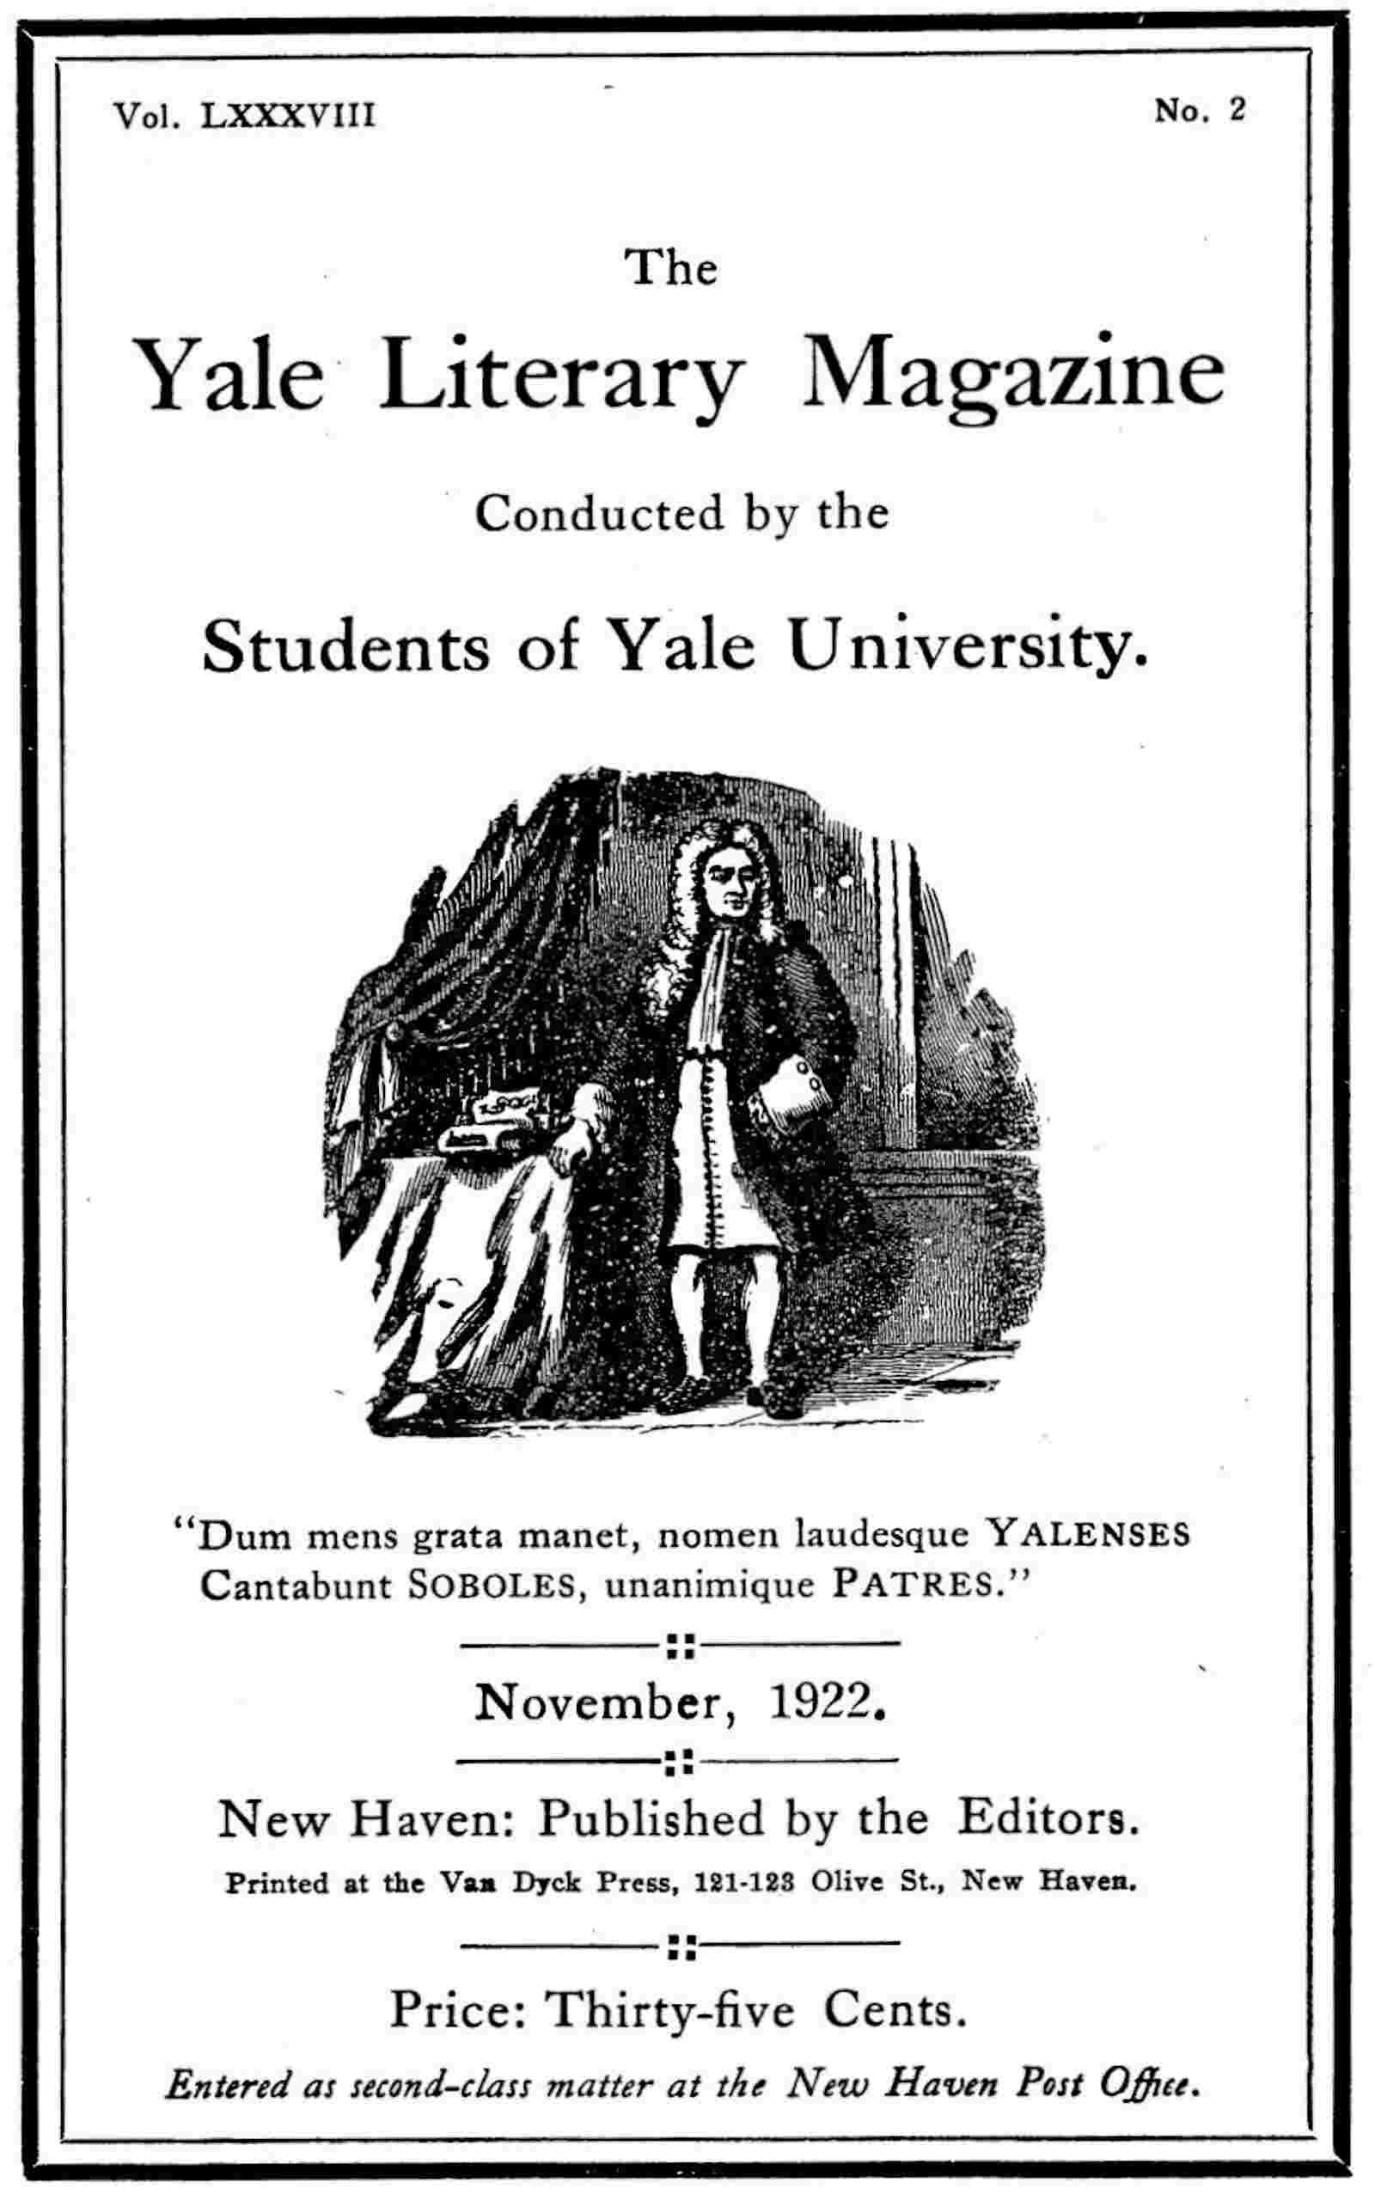 Vol. LXXXVIII No. 2
The
Yale Literary Magazine
Conducted by the
Students of Yale University.
“Dum mens grata manet, nomen laudesque YALENSES
Cantabunt SOBOLES, unanimique PATRES.”
November, 1922.
New Haven: Published by the Editors.
Printed at the Van Dyck Press, 121-123 Olive St., New Haven.
Price: Thirty-five Cents.
Entered as second-class matter at the New Haven Post Office.